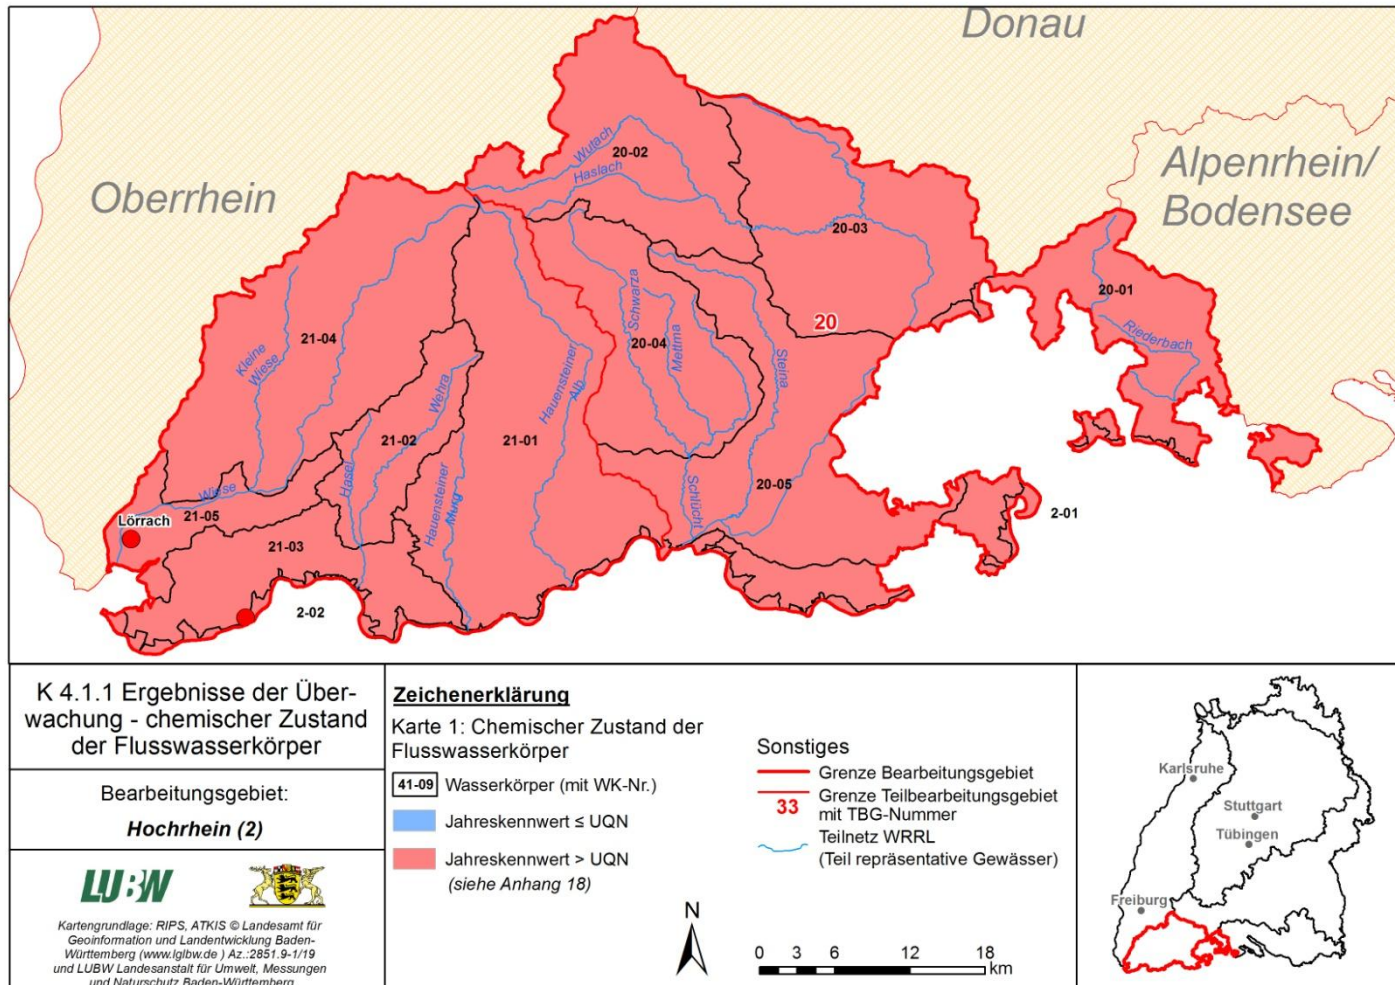 Donau
Oberrhein
Alpenrhein/
Bodensee
Wutach
20-02
Haslach
20-03
20-01
Riederbach
20
Schwarza
20-04
Mettma
Steina
Kleine
Wiese
21-04
Wehra
21-02
Hauensteiner
Alb
21-01
Hasel
Hauensteiner
Murg
Schlücht
20-05
Wiese
21-05
Lörrach
21-03
2-02
2-01
K 4.1.1 Ergebnisse der Über-
wachung - chemischer Zustand
der Flusswasserkörper
Bearbeitungsgebiet:
Hochrhein (2)
LUBW
Kartengrundlage: RIPS, ATKIS © Landesamt für
Geoinformation und Landentwicklung Baden-
Württemberg (www.lglbw.de ) Az.:2851.9-1/19
und LUBW Landesanstalt für Umwelt, Messungen
und Naturschutz Baden-Württemberg
Zeichenerklärung
Karte 1: Chemischer Zustand der
Flusswasserkörper
41-09 Wasserkörper (mit WK-Nr.)
Jahreskennwert ≤ UQN
Jahreskennwert > UQN
(siehe Anhang 18)
Sonstiges
Grenze Bearbeitungsgebiet
Grenze Teilbearbeitungsgebiet
33 mit TBG-Nummer
Teilnetz WRRL
(Teil repräsentative Gewässer)
N
0 3 6 12 18
km
Karlsruhe
Stuttgart
Tübingen
Freiburg